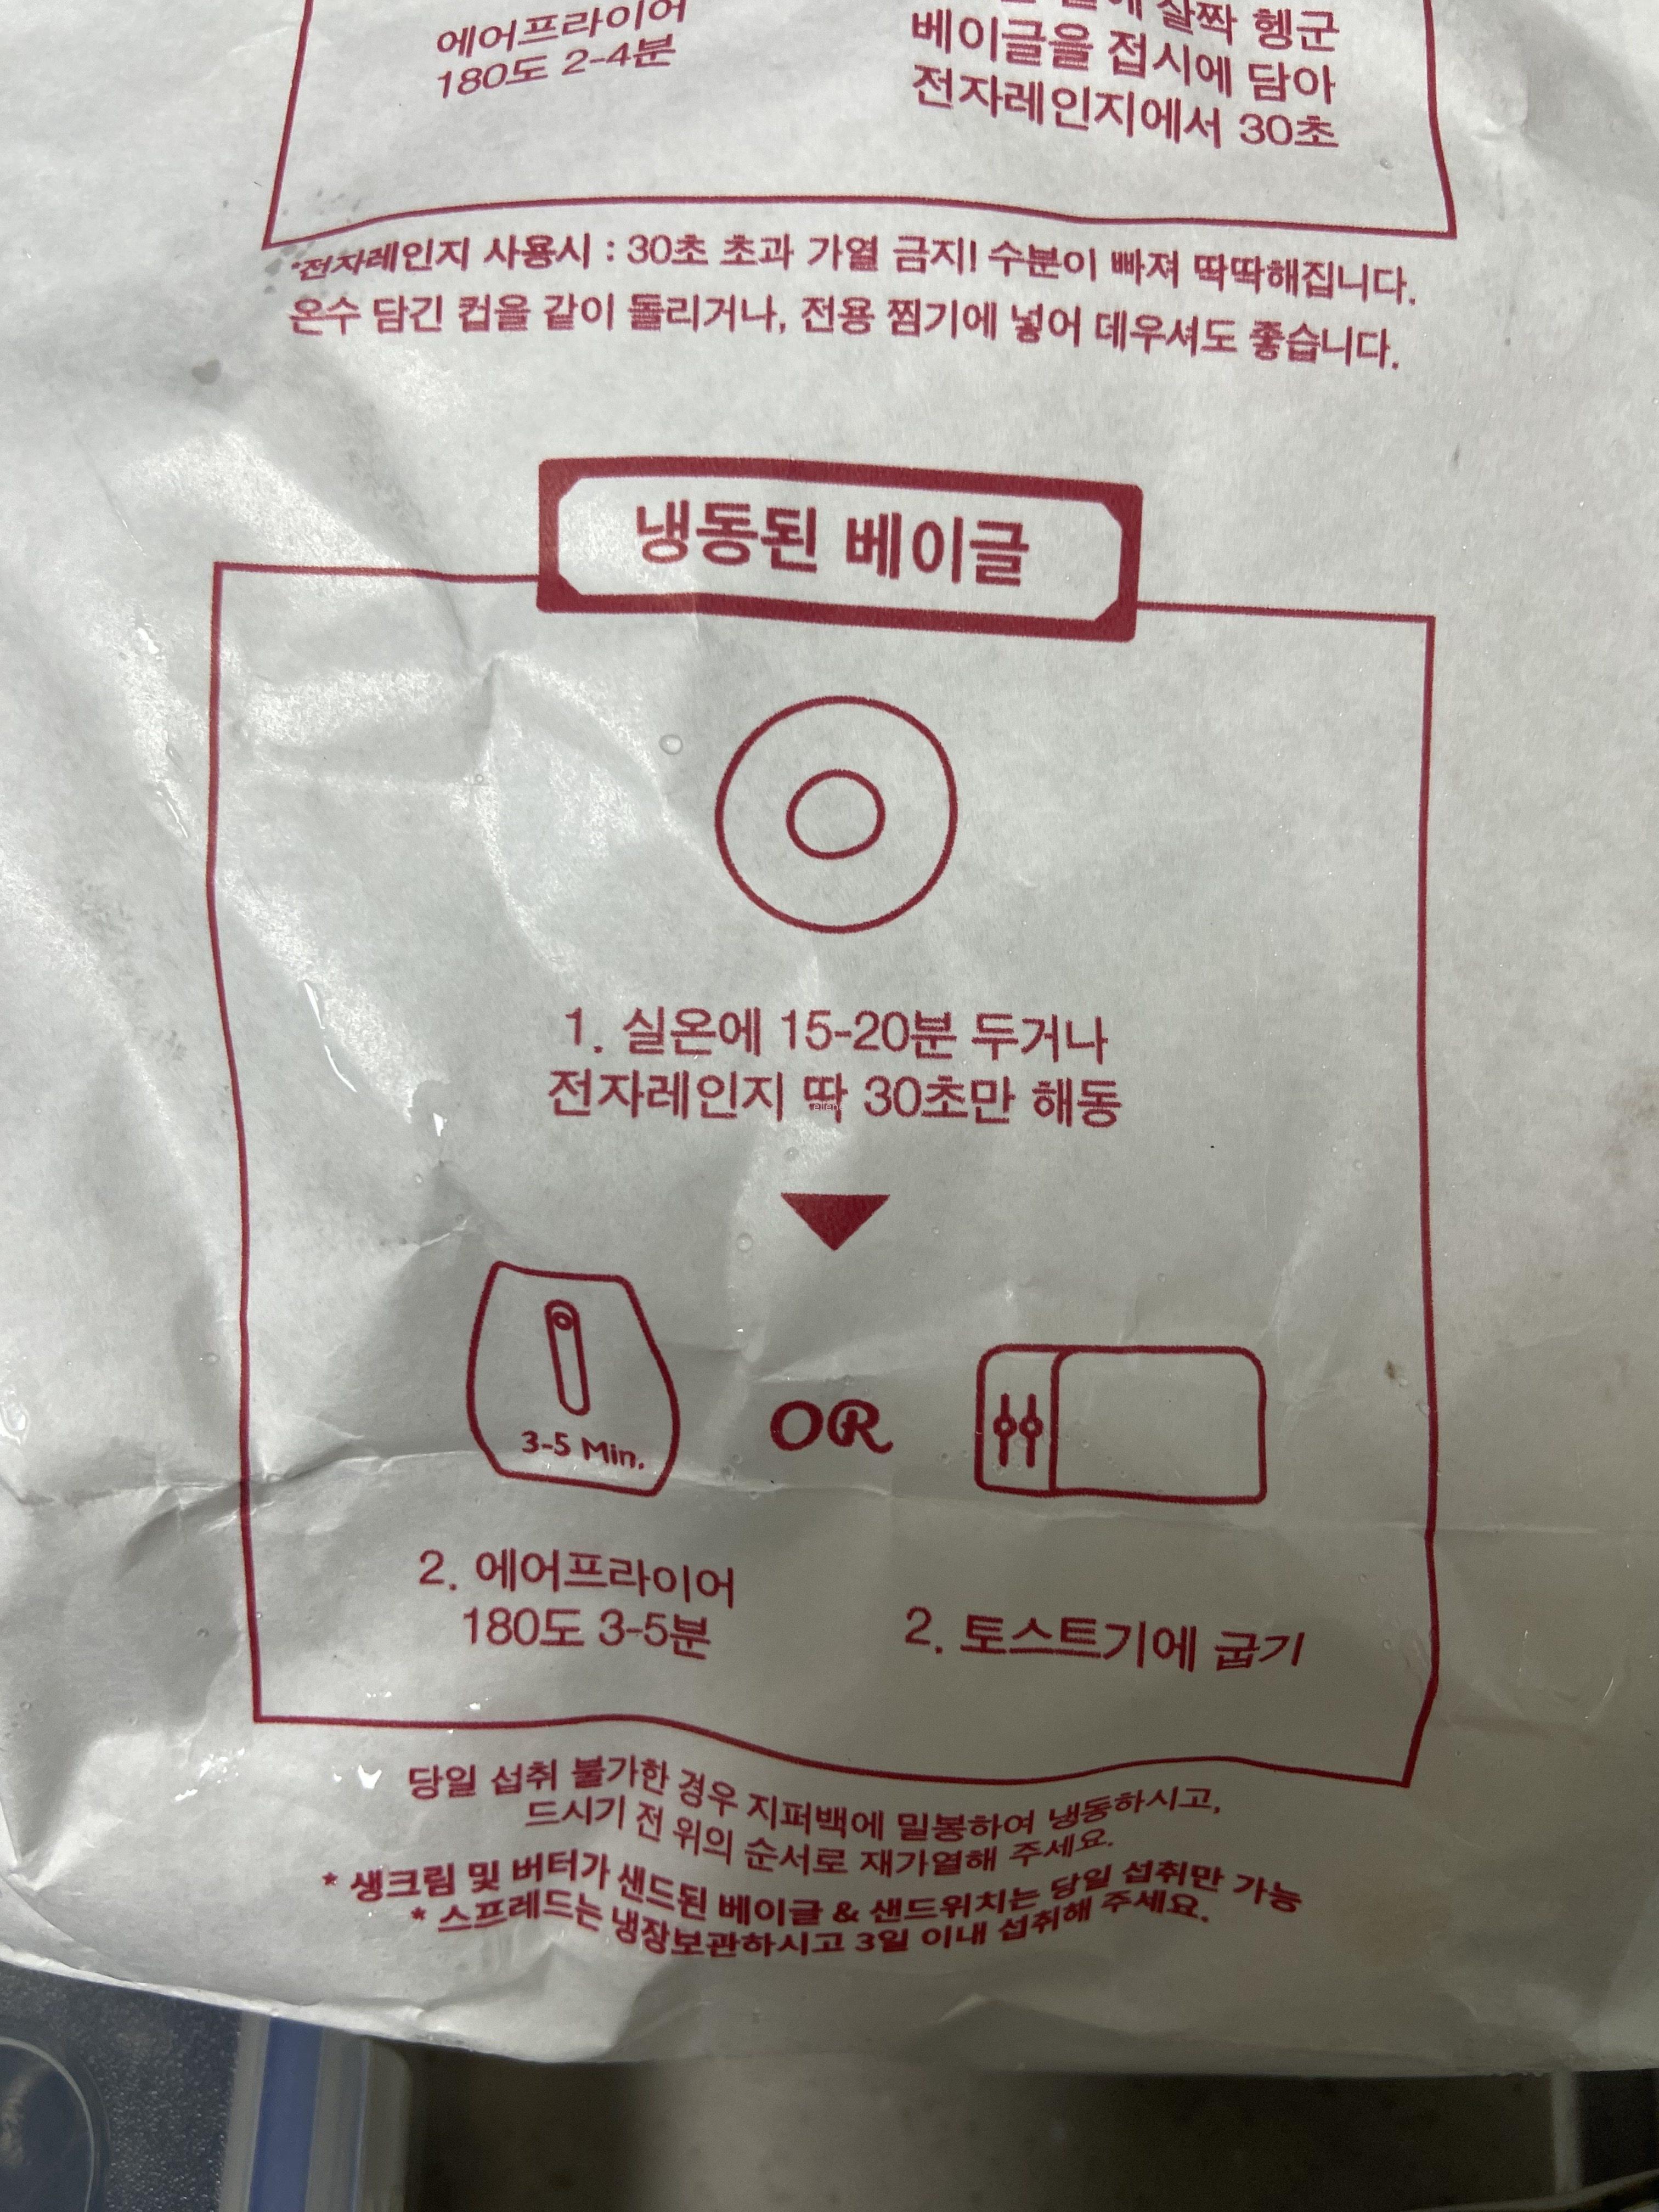 에어프라이어
180도 2-4분
살짝 헹군
베이글을 접시에 담아
전자레인지에서 30초
*전자레인지 사용시 : 30초 초과 가열 금지! 수분이 빠져 딱딱해집니다.
온수 담긴 컵을 같이 돌리거나, 전용 찜기에 넣어 데우셔도 좋습니다.
냉동된 베이글
1. 실온에 15-20분 두거나
전자레인지 딱 30초만 해동
3-5 Min.
OR
2. 에어프라이어
180도 3-5분
2. 토스트기에 굽기
당일 섭취 불가한 경우 지퍼백에 밀봉하여 냉동하시고,
드시기 전 위의 순서로 재가열해 주세요.
* 생크림 및 버터가 샌드된 베이글 & 샌드위치는 당일 섭취만 가능
* 스프레드는 냉장보관하시고 3일 이내 섭취해 주세요.